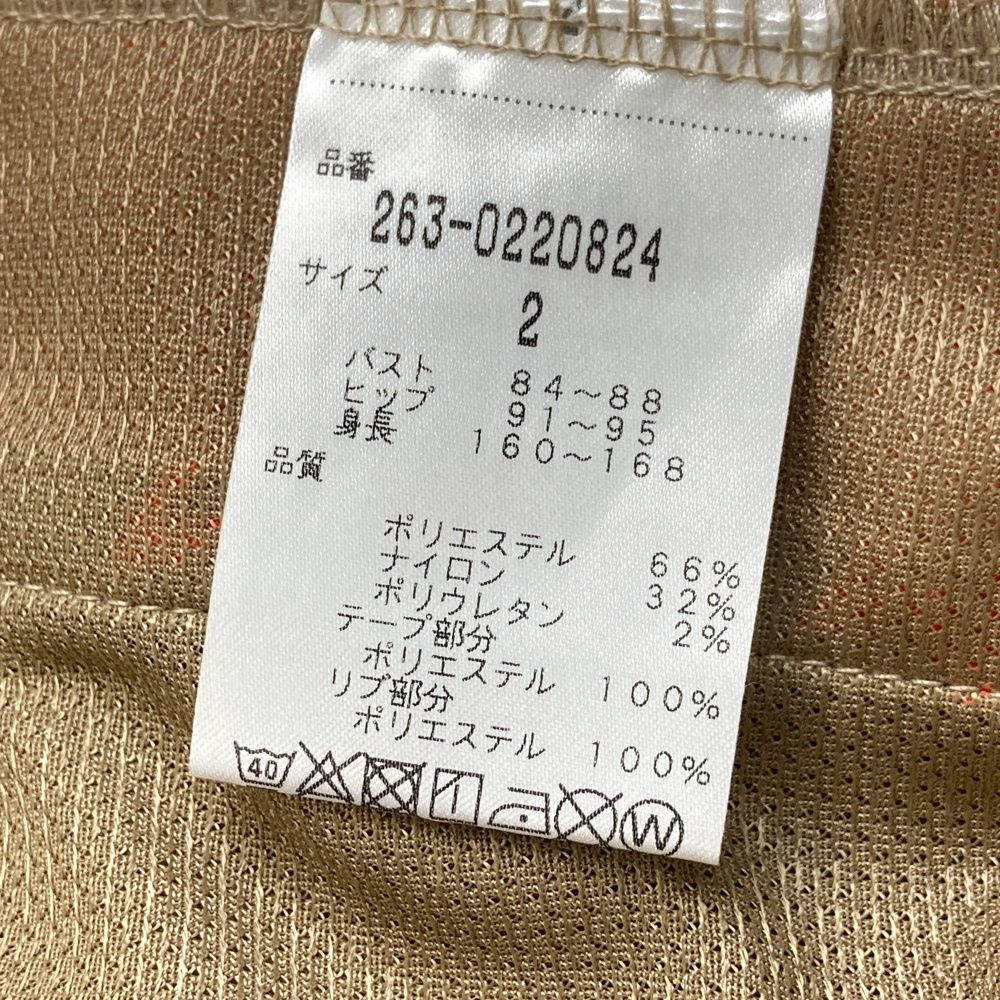 品番
263-0220824
サイズ
2
バスト 84～88
ヒップ 91～95
身長 160～168
品質
ポリエステル 66%
ナイロン 32%
ポリウレタン 2%
テープ部分
ポリエステル 100%
リブ部分
ポリエステル 100%
40 W